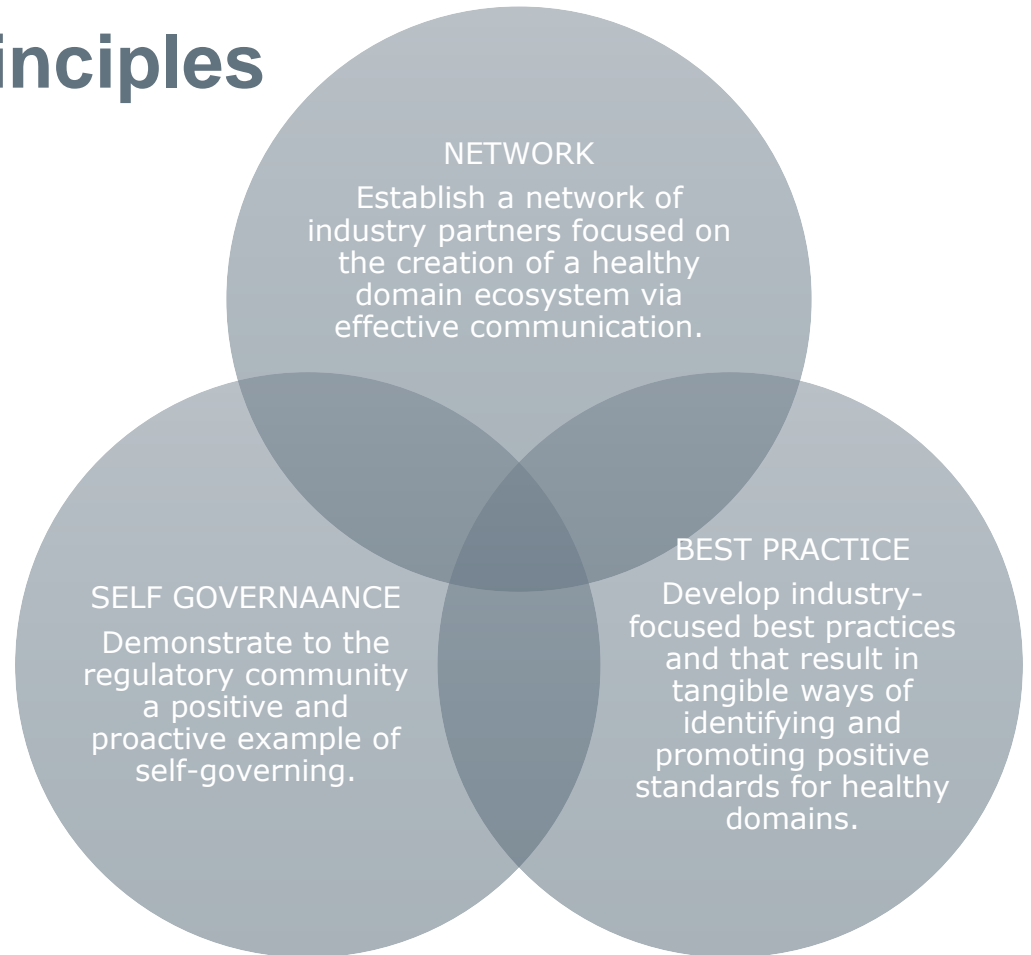 inciples
NETWORK
Establish a network of
industry partners focused on
the creation of a healthy
domain ecosystem via
effective communication.
SELF GOVERNAANCE
Demonstrate to the
regulatory community
a positive and
proactive example of
self-governing.
BEST PRACTICE
Develop industry-
focused best practices
and that result in
tangible ways of
identifying and
promoting positive
standards for healthy
domains.